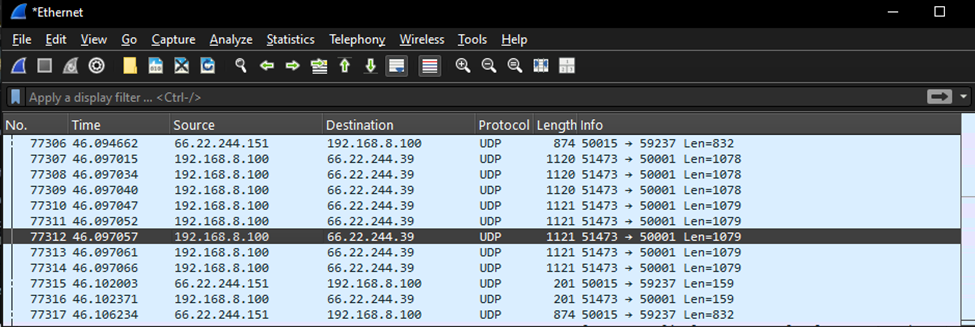 *Ethernet
File Edit View Go Capture Analyze Statistics Telephony Wireless Tools Help
Apply a display filter ... <Ctrl-/>
No. Time Source Destination Protocol Length Info
77306 46.094662 66.22.244.151 192.168.8.100 UDP 874 50015 → 59237 Len=832
77307 46.097015 192.168.8.100 66.22.244.39 UDP 1120 51473 → 50001 Len=1078
77308 46.097034 192.168.8.100 66.22.244.39 UDP 1120 51473 → 50001 Len=1078
77309 46.097040 192.168.8.100 66.22.244.39 UDP 1120 51473 → 50001 Len=1078
77310 46.097047 192.168.8.100 66.22.244.39 UDP 1121 51473 → 50001 Len=1079
77311 46.097052 192.168.8.100 66.22.244.39 UDP 1121 51473 → 50001 Len=1079
77312 46.097057 192.168.8.100 66.22.244.39 UDP 1121 51473 → 50001 Len=1079
77313 46.097061 192.168.8.100 66.22.244.39 UDP 1121 51473 → 50001 Len=1079
77314 46.097066 192.168.8.100 66.22.244.39 UDP 1121 51473 → 50001 Len=1079
77315 46.102003 66.22.244.151 192.168.8.100 UDP 201 50015 → 59237 Len=159
77316 46.102371 192.168.8.100 66.22.244.39 UDP 201 51473 → 50001 Len=159
77317 46.106234 66.22.244.151 192.168.8.100 UDP 874 50015 → 59237 Len=832